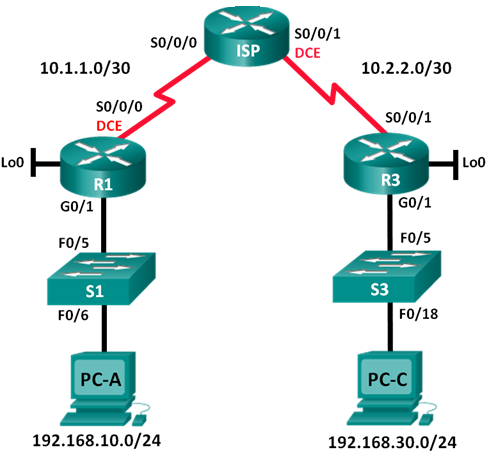 S0/0/0
ISP
S0/0/1
DCE
10.1.1.0/30
10.2.2.0/30
S0/0/0
DCE
S0/0/1
Lo0
R1
R3
Lo0
G0/1
G0/1
F0/5
F0/5
S1
S3
F0/6
F0/18
PC-A
PC-C
192.168.10.0/24
192.168.30.0/24